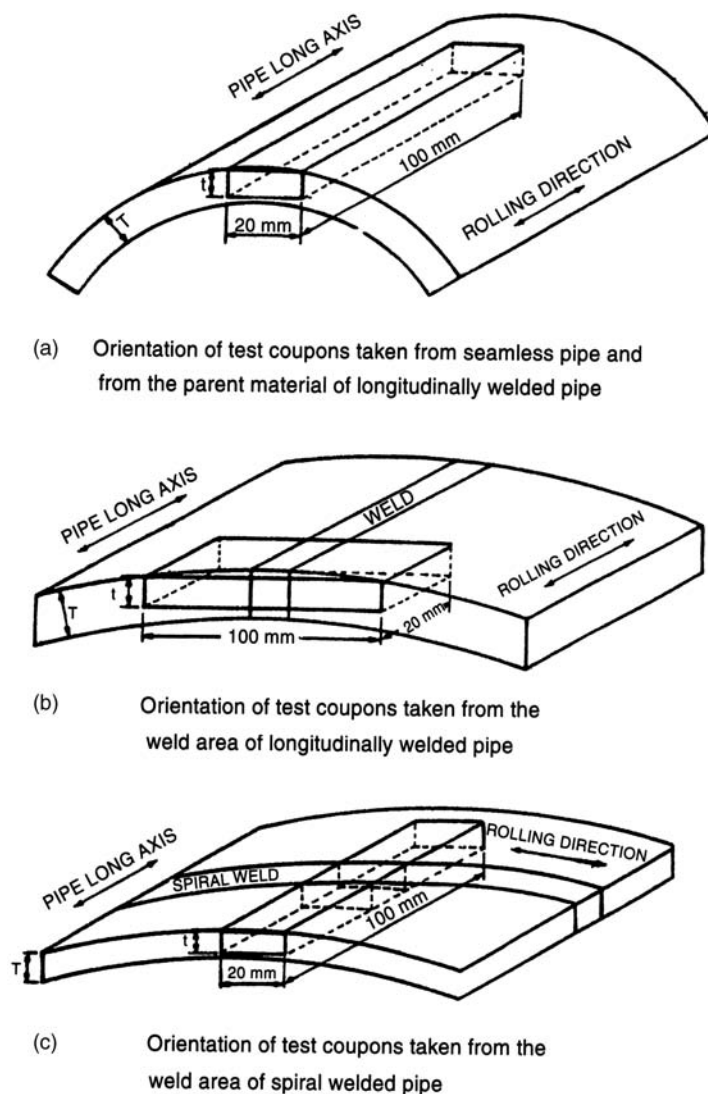 PIPE LONG AXIS
100 mm
ROLLING DIRECTION
t
T
20 mm
(a) Orientation of test coupons taken from seamless pipe and
from the parent material of longitudinally welded pipe
PIPE LONG AXIS
WELD
ROLLING DIRECTION
t
T
20 mm
100 mm
(b) Orientation of test coupons taken from the
weld area of longitudinally welded pipe
PIPE LONG AXIS
ROLLING DIRECTION
SPIRAL WELD
100 mm
t
T
20 mm
(c) Orientation of test coupons taken from the
weld area of spiral welded pipe